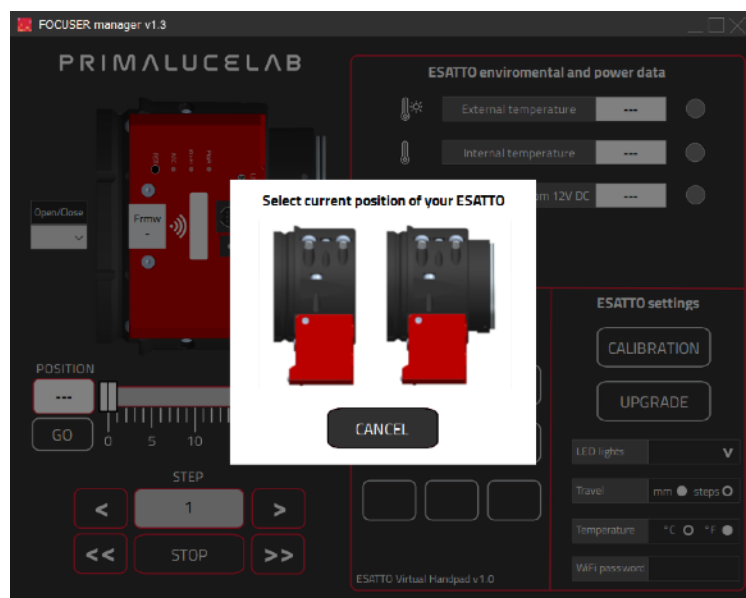 FOCUSER manager v1.3
PRIMALUCELAB
ESATTO enviromental and power data
External temperature ---
Internal temperature ---
om 12V DC ---
Open/Close
Frmw
-
Select current position of your ESATTO
CANCEL
POSITION
---
GO
0 5 10
STEP
< 1 >
<< STOP >>
ESATTO Virtual Handpad v1.0
ESATTO settings
CALIBRATION
UPGRADE
LED lights V
Travel mm steps
Temperature °C °F
WiFi password